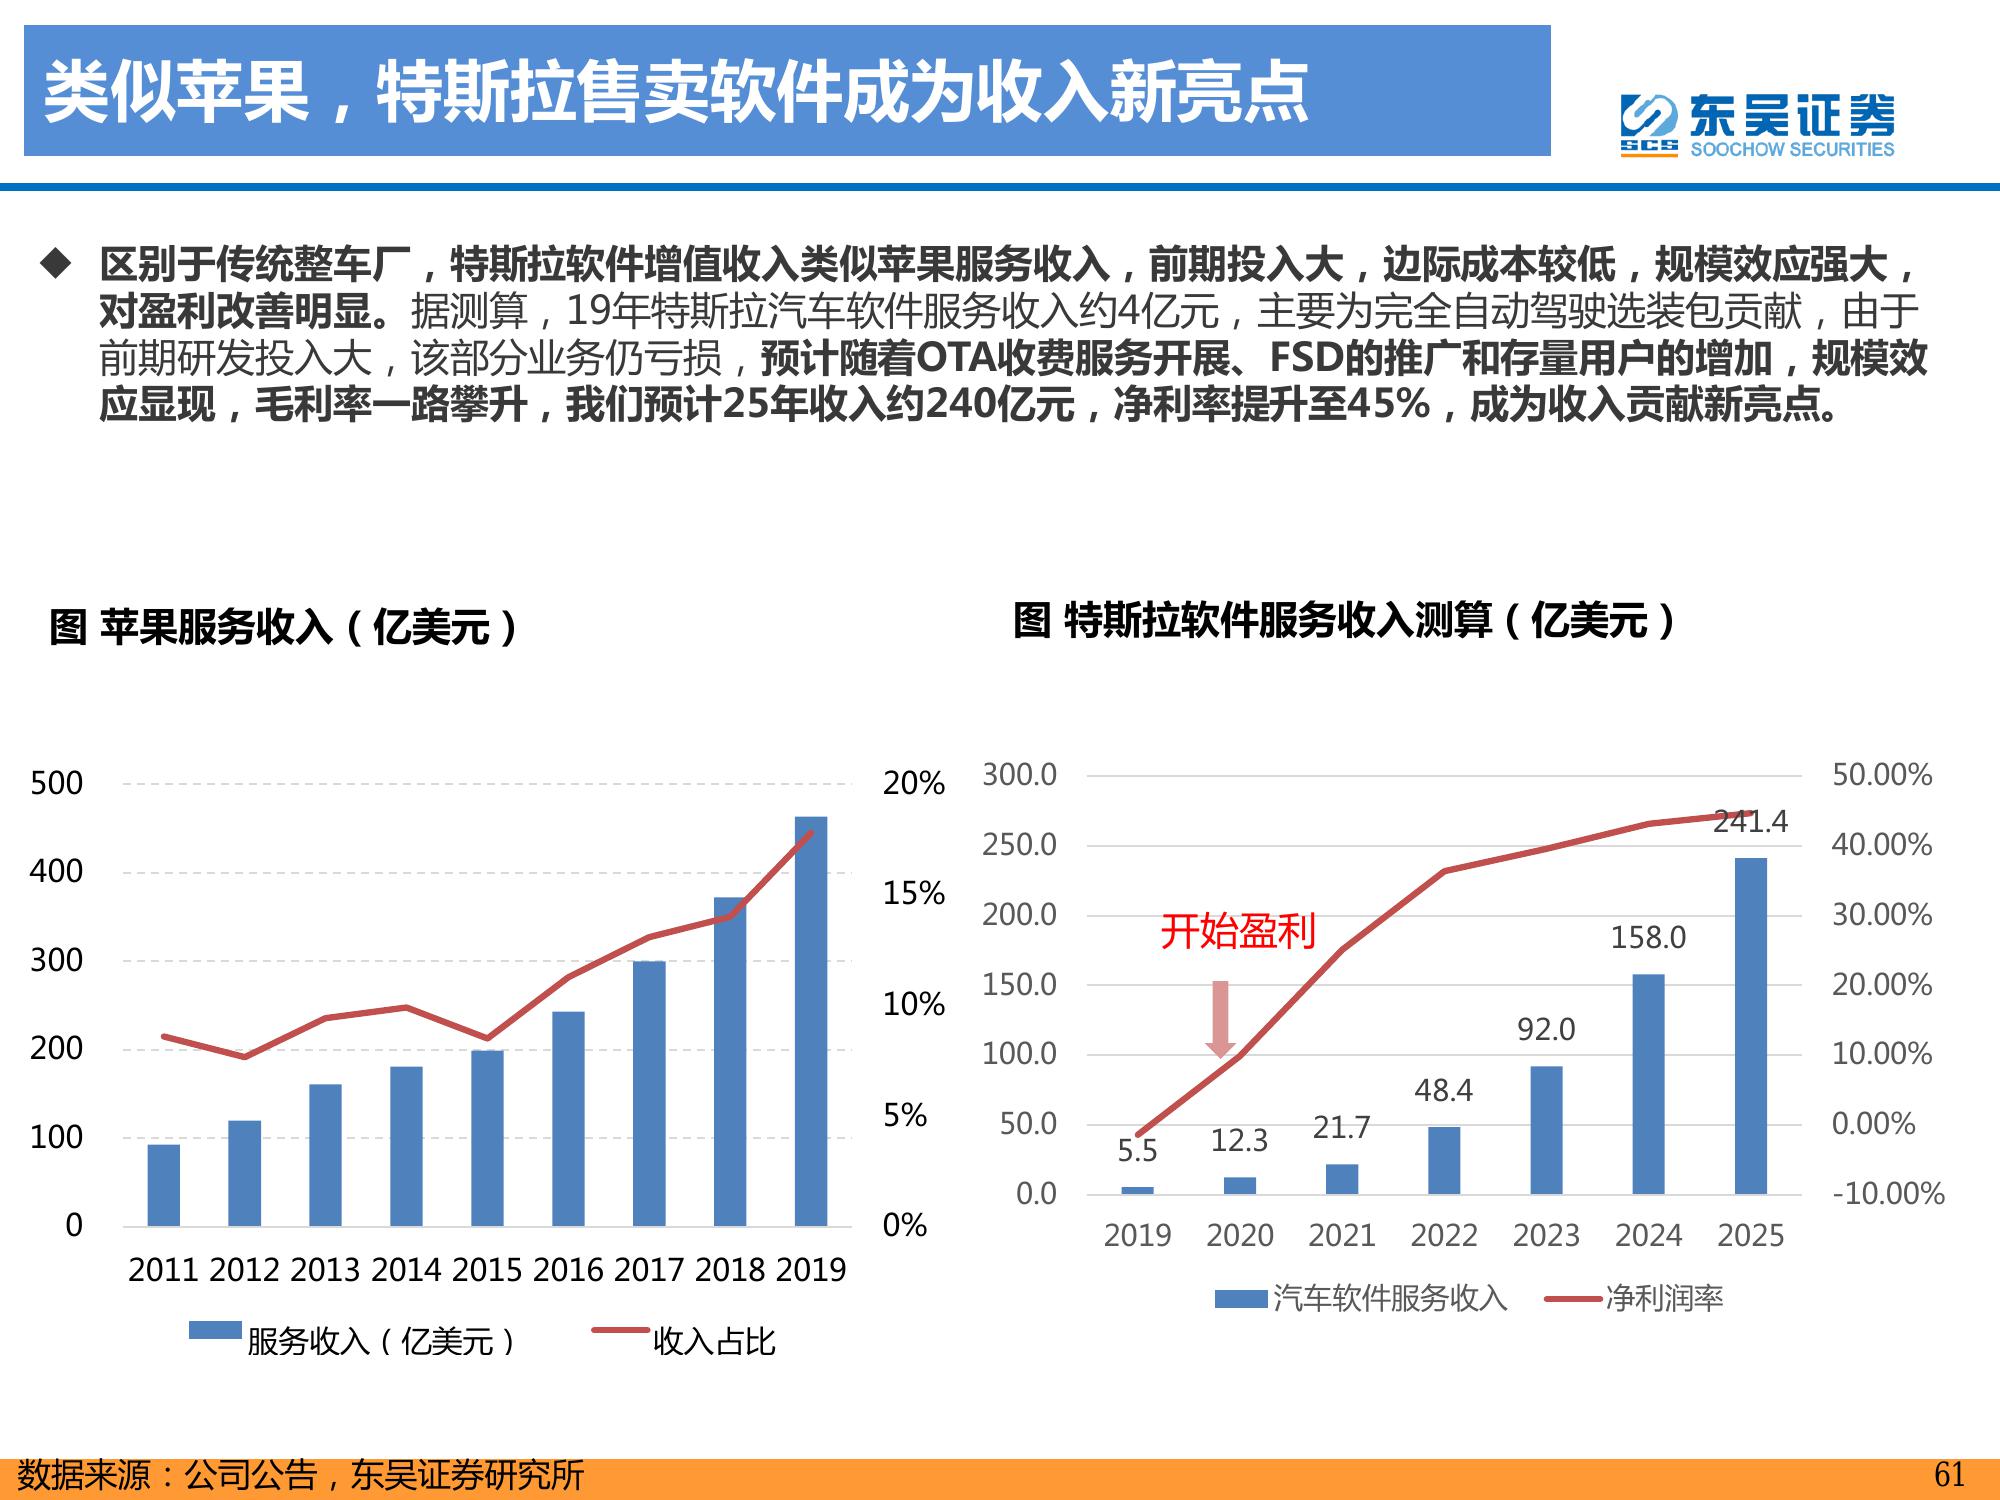 类似苹果，特斯拉售卖软件成为收入新亮点
东吴证券
SCS
SOOCHOW SECURITIES
◆ 区别于传统整车厂，特斯拉软件增值收入类似苹果服务收入，前期投入大，边际成本较低，规模效应强大，
对盈利改善明显。据测算，19年特斯拉汽车软件服务收入约4亿元，主要为完全自动驾驶选装包贡献，由于
前期研发投入大，该部分业务仍亏损，预计随着OTA收费服务开展、FSD的推广和存量用户的增加，规模效
应显现，毛利率一路攀升，我们预计25年收入约240亿元，净利率提升至45%，成为收入贡献新亮点。
图 苹果服务收入（亿美元）
500
400
300
200
100
0
20%
15%
10%
5%
0%
2011 2012 2013 2014 2015 2016 2017 2018 2019
服务收入（亿美元） 收入占比
图 特斯拉软件服务收入测算（亿美元）
300.0
250.0
200.0
150.0
100.0
50.0
0.0
50.00%
40.00%
30.00%
20.00%
10.00%
0.00%
-10.00%
开始盈利
5.5
12.3
21.7
48.4
92.0
158.0
241.4
2019 2020 2021 2022 2023 2024 2025
汽车软件服务收入 净利润率
数据来源：公司公告，东吴证券研究所
61